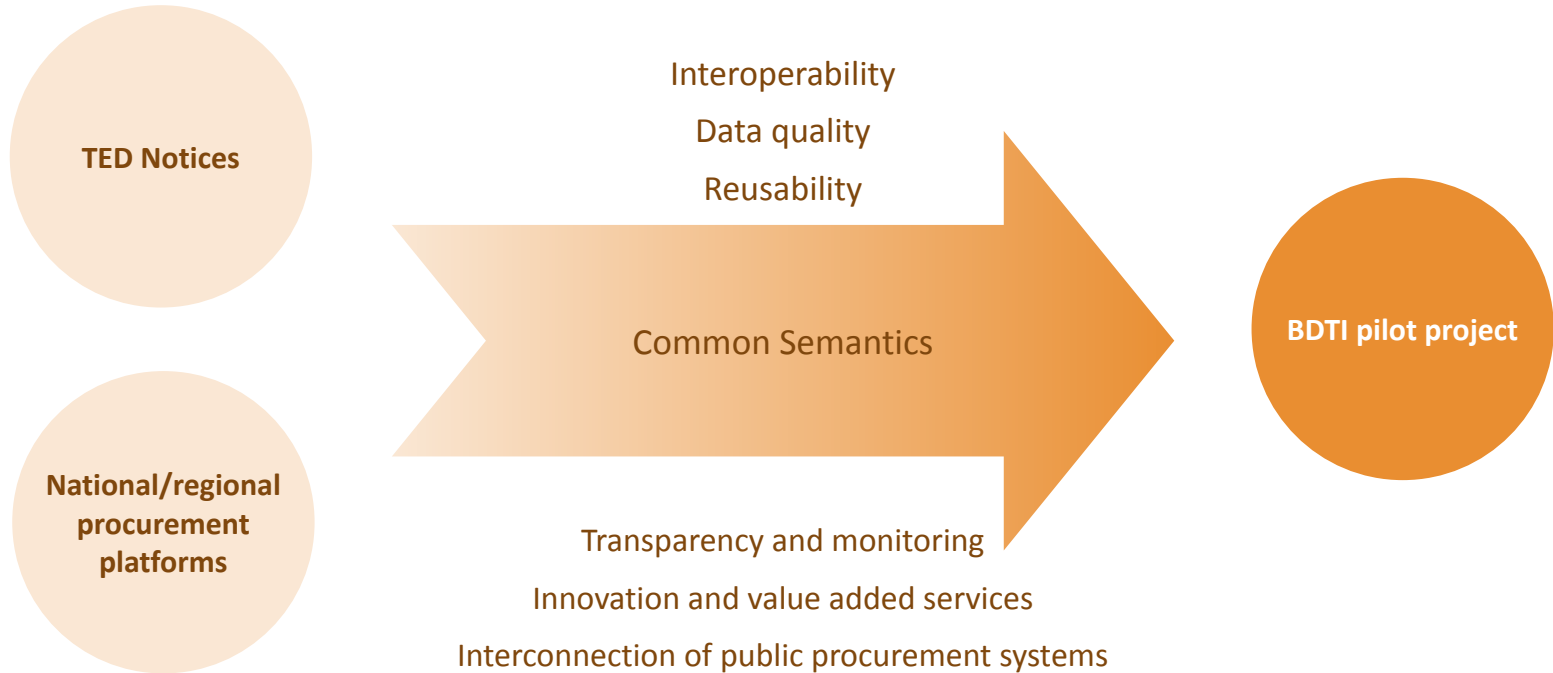 TED Notices
National/regional
procurement
platforms
Interoperability
Data quality
Reusability
Common Semantics
Transparency and monitoring
Innovation and value added services
Interconnection of public procurement systems
BDTI pilot project